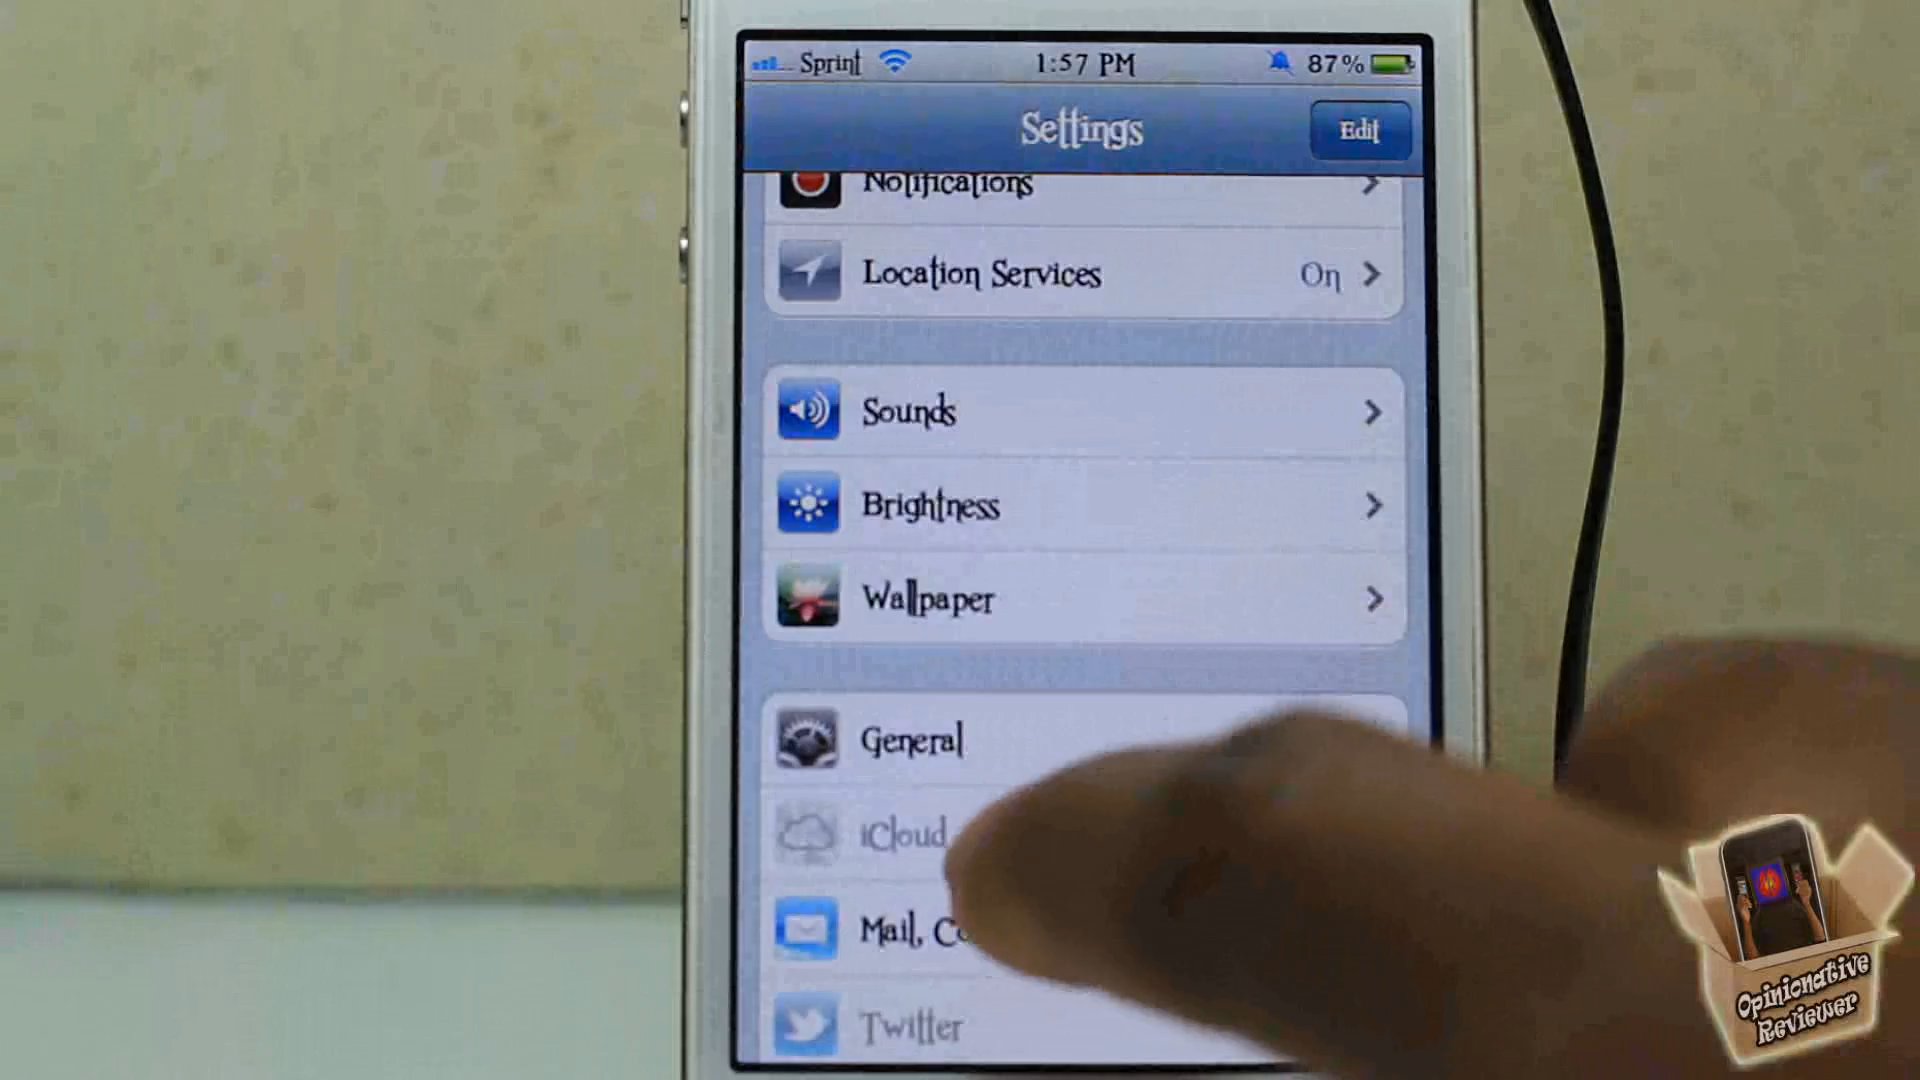 Sprint 1:57 PM 87%
Settings Edit
Notifications
Location Services On
Sounds
Brightness
Wallpaper
General
iCloud
Mail, Co
Twitter
Opinionative
Reviewer